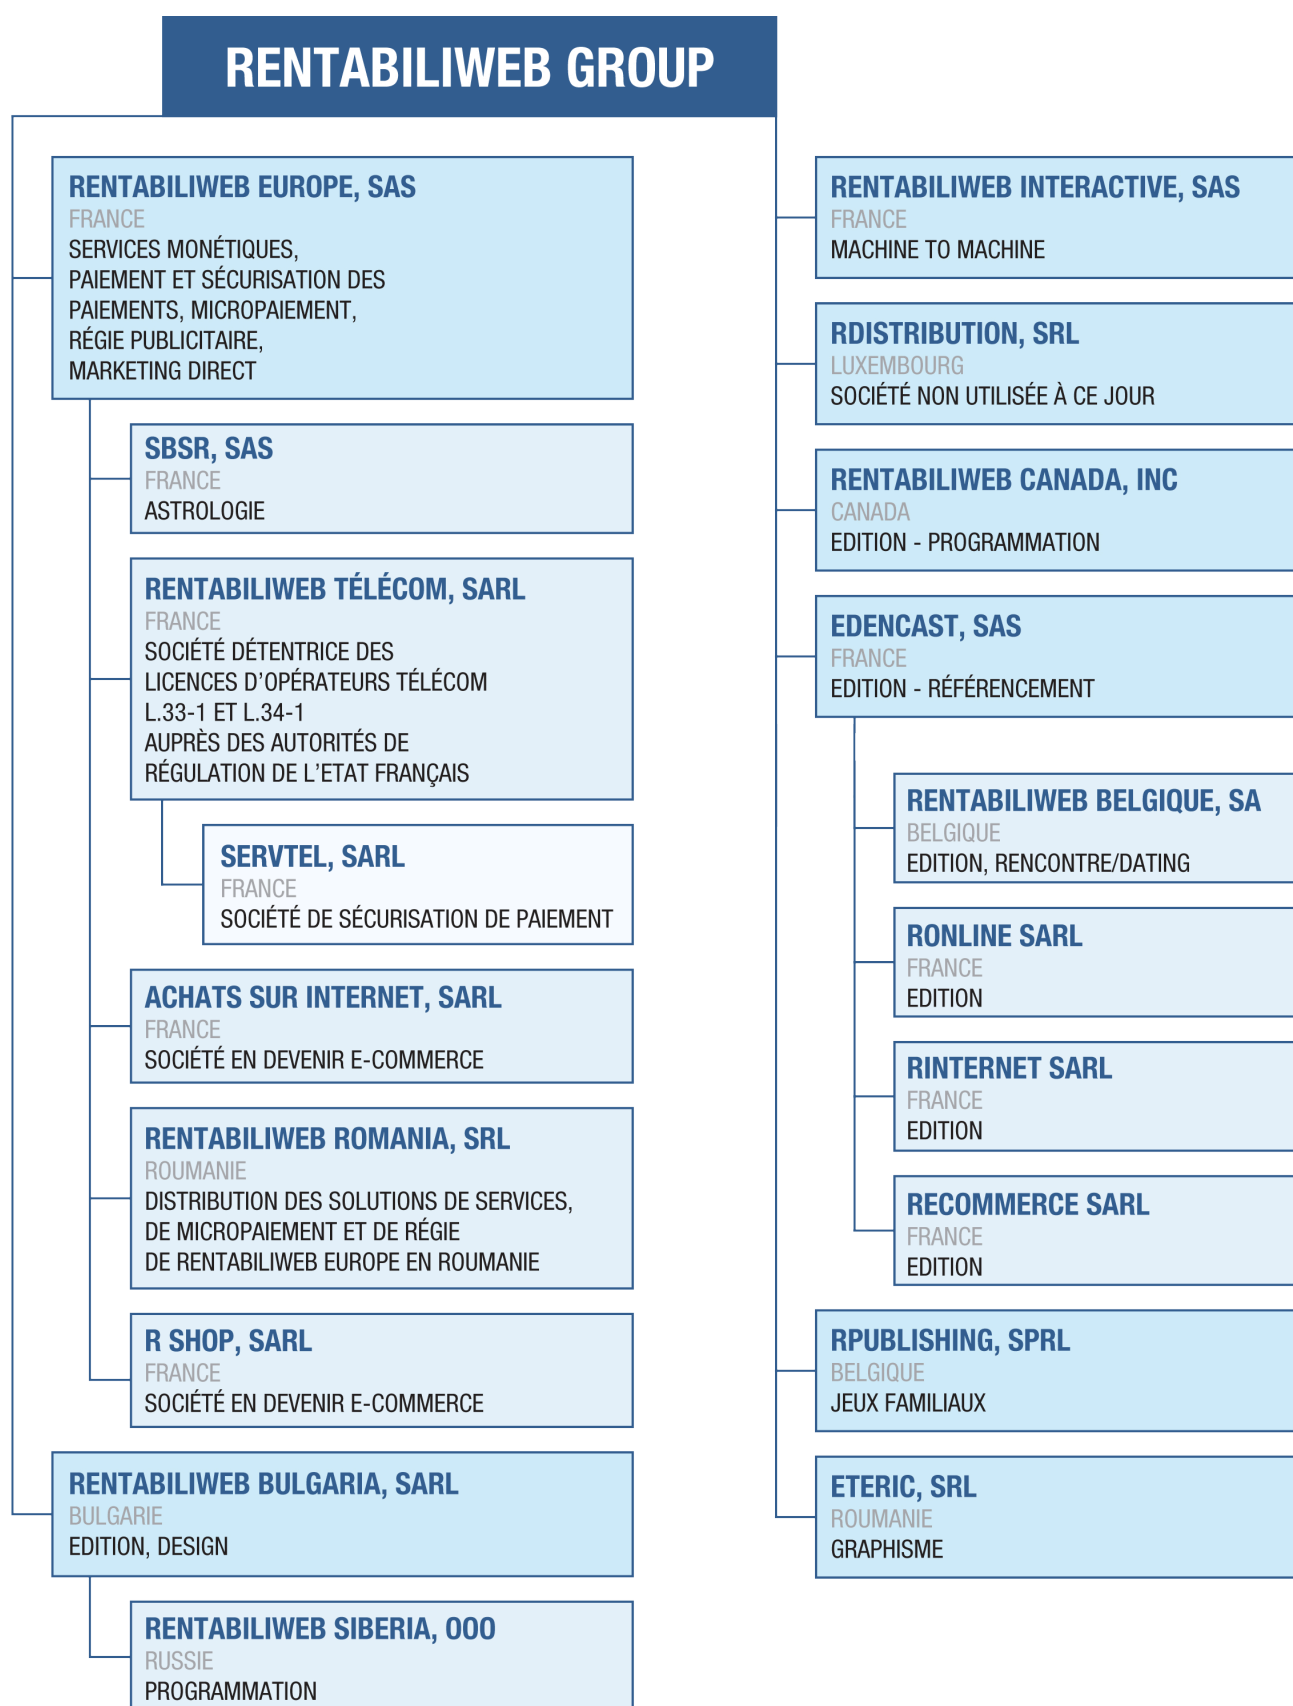 RENTABILIWEB GROUP
RENTABILIWEB EUROPE, SAS
FRANCE
SERVICES MONÉTIQUES,
PAIEMENT ET SÉCURISATION DES
PAIEMENTS, MICROPAIEMENT,
RÉGIE PUBLICITAIRE,
MARKETING DIRECT
SBSR, SAS
FRANCE
ASTROLOGIE
RENTABILIWEB TÉLÉCOM, SARL
FRANCE
SOCIÉTÉ DÉTENTRICE DES
LICENCES D’OPÉRATEURS TÉLÉCOM
L.33-1 ET L.34-1
AUPRÈS DES AUTORITÉS DE
RÉGULATION DE L’ETAT FRANÇAIS
SERVTEL, SARL
FRANCE
SOCIÉTÉ DE SÉCURISATION DE PAIEMENT
ACHATS SUR INTERNET, SARL
FRANCE
SOCIÉTÉ EN DEVENIR E-COMMERCE
RENTABILIWEB ROMANIA, SRL
ROUMANIE
DISTRIBUTION DES SOLUTIONS DE SERVICES,
DE MICROPAIEMENT ET DE RÉGIE
DE RENTABILIWEB EUROPE EN ROUMANIE
R SHOP, SARL
FRANCE
SOCIÉTÉ EN DEVENIR E-COMMERCE
RENTABILIWEB BULGARIA, SARL
BULGARIE
EDITION, DESIGN
RENTABILIWEB SIBERIA, OOO
RUSSIE
PROGRAMMATION
RENTABILIWEB INTERACTIVE, SAS
FRANCE
MACHINE TO MACHINE
RDISTRIBUTION, SRL
LUXEMBOURG
SOCIÉTÉ NON UTILISÉE À CE JOUR
RENTABILIWEB CANADA, INC
CANADA
EDITION - PROGRAMMATION
EDENCAST, SAS
FRANCE
EDITION - RÉFÉRENCEMENT
RENTABILIWEB BELGIQUE, SA
BELGIQUE
EDITION, RENCONTRE/DATING
RONLINE SARL
FRANCE
EDITION
RINTERNET SARL
FRANCE
EDITION
RECOMMERCE SARL
FRANCE
EDITION
RPUBLISHING, SPRL
BELGIQUE
JEUX FAMILIAUX
ETERIC, SRL
ROUMANIE
GRAPHISME